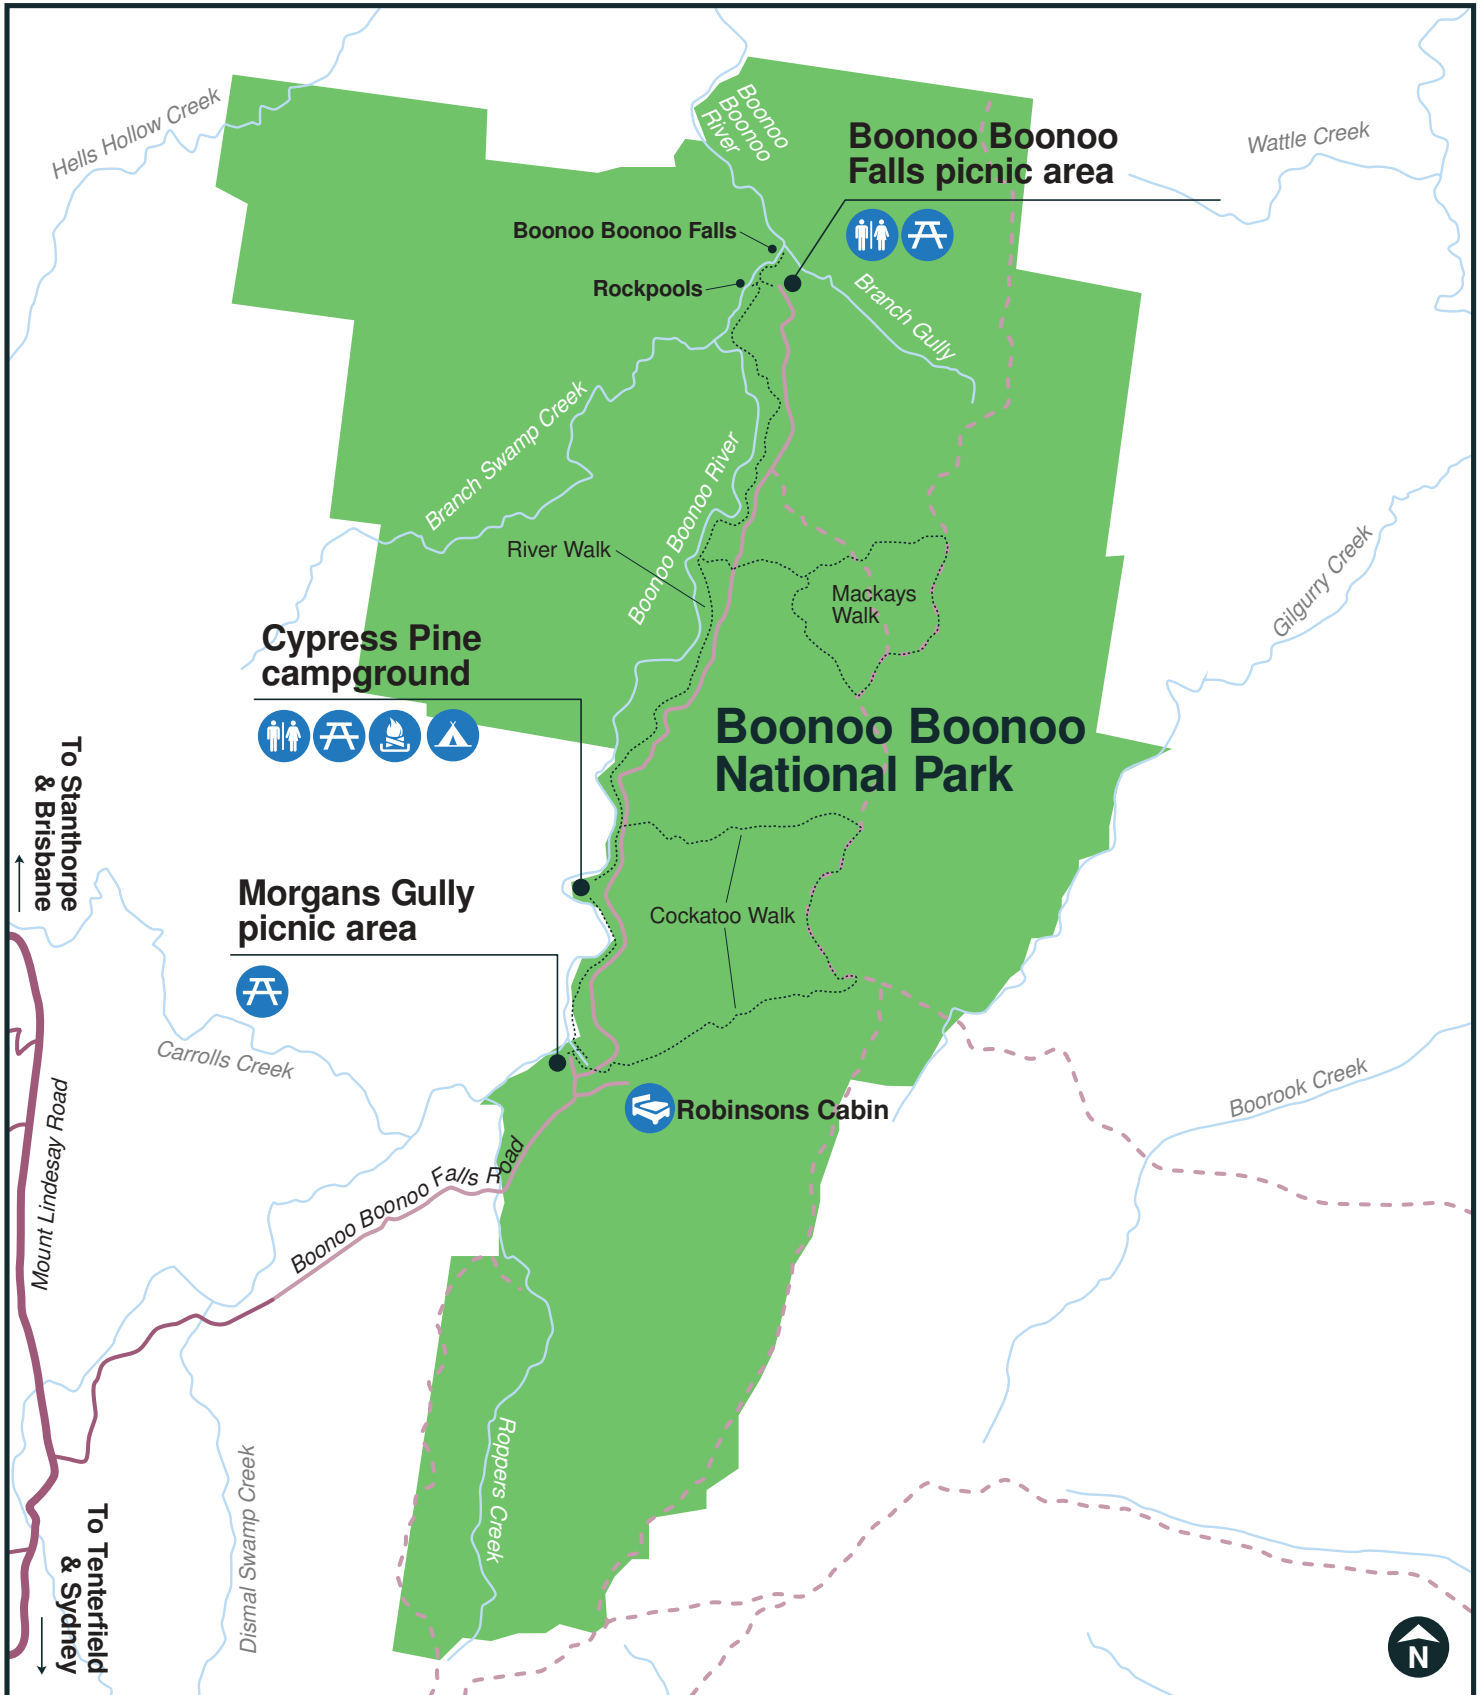 Hells Hollow Creek
Boonoo
Boonoo
River
Boonoo Boonoo
Falls picnic area
Wattle Creek
Boonoo Boonoo Falls
Rockpools
Branch Gully
Branch Swamp Creek
Boonoo Boonoo River
River Walk
Mackays
Walk
Gilgurry Creek
Cypress Pine
campground
Boonoo Boonoo
National Park
To Stanthorpe
& Brisbane
Morgans Gully
picnic area
Cockatoo Walk
Carrolls Creek
Mount Lindesay Road
Boorook Creek
Robinsons Cabin
Boonoo Boonoo Falls Road
Roppers Creek
Dismal Swamp Creek
To Tenterfield
& Sydney
N